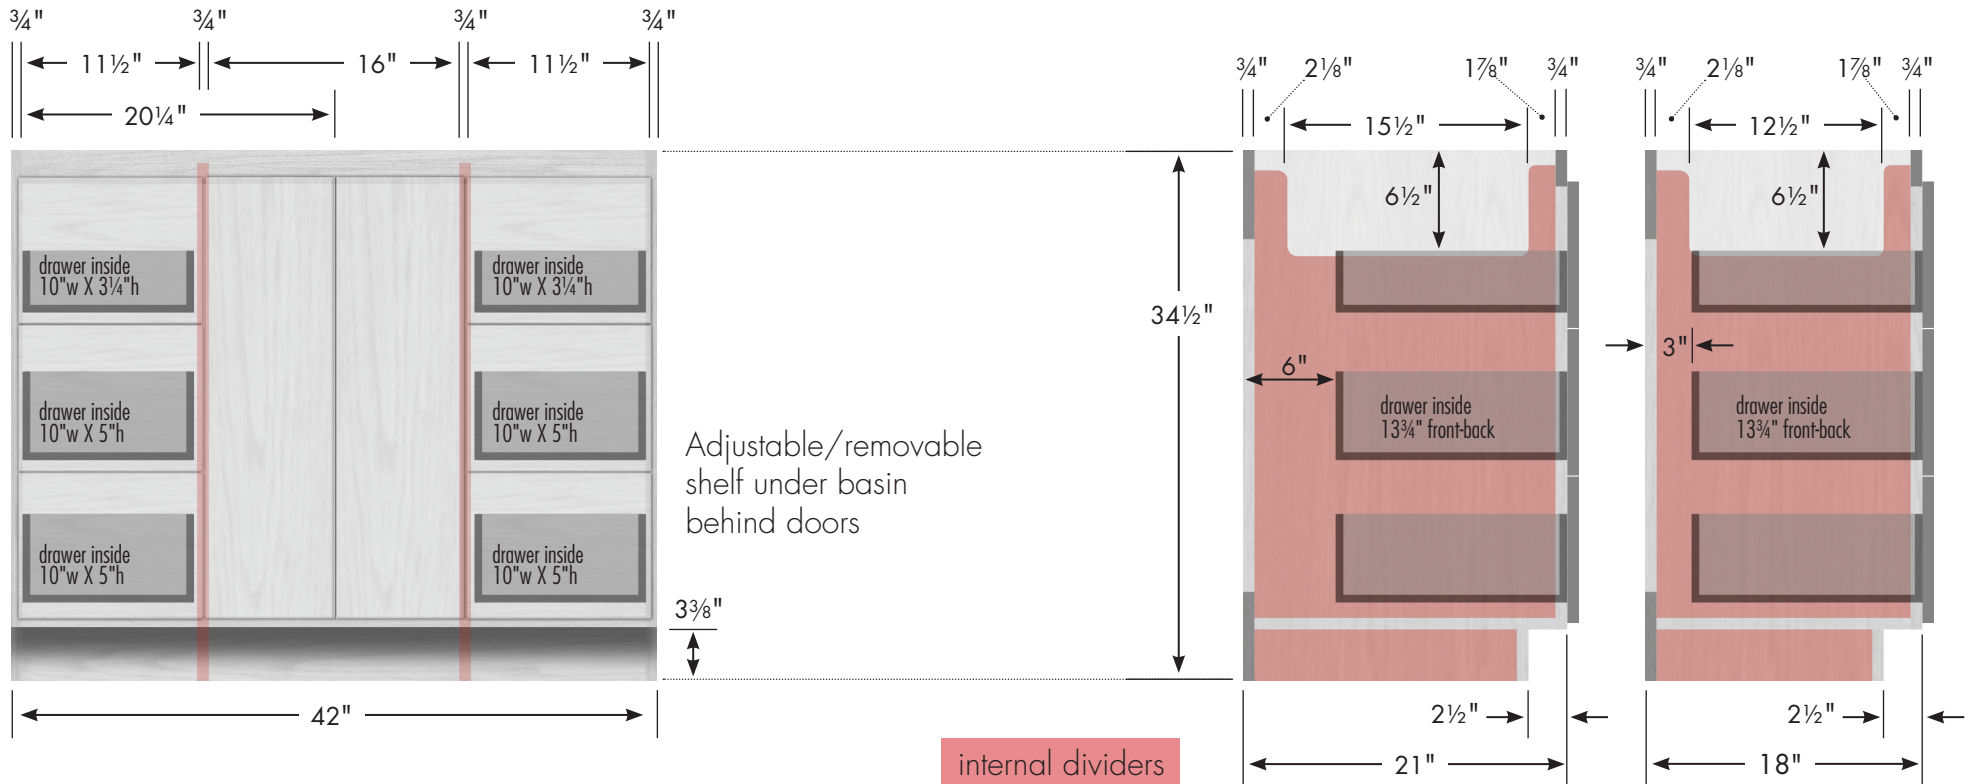 ¾" ¾" ¾" ¾"
11½" 16" 11½"
20¼"
drawer inside
10"w X 3¼"h
drawer inside
10"w X 3¼"h
drawer inside
10"w X 5"h
drawer inside
10"w X 5"h
drawer inside
10"w X 5"h
drawer inside
10"w X 5"h
42"
3⅜"
Adjustable/removable
shelf under basin
behind doors
34½"
internal dividers
¾" 2⅛" 1⅞" ¾"
15½"
6½"
6"
drawer inside
13¾" front-back
2½"
21"
¾" 2⅛" 1⅞" ¾"
12½"
6½"
3"
drawer inside
13¾" front-back
2½"
18"